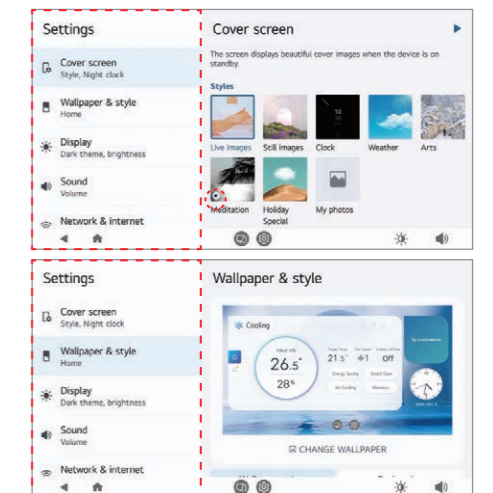 Settings
Cover screen
Style, Night clock
Wallpaper & style
Home
Display
Dark theme, brightness
Sound
Volume
Network & internet
Cover screen
The screen displays beautiful cover images when the device is on
standby.
Styles
Live images
Still images
Clock
Weather
Arts
Meditation
Holiday
Special
My photos
Settings
Cover screen
Style, Night clock
Wallpaper & style
Home
Display
Dark theme, brightness
Sound
Volume
Network & internet
Wallpaper & style
Cooling
26.5°
28%
21.5°
1
Off
Energy Saving
CHANGE WALLPAPER